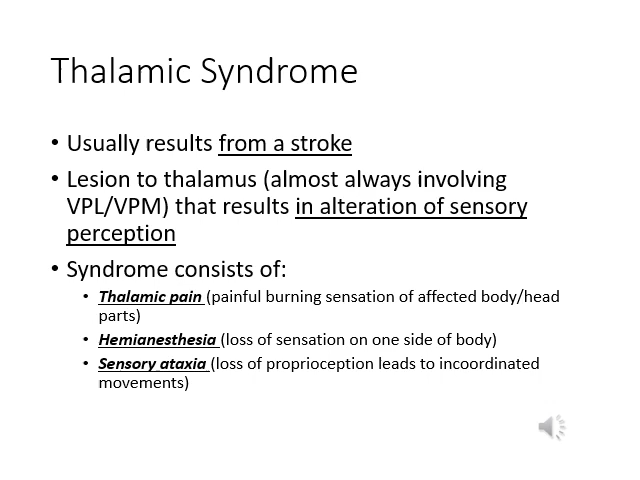 Thalamic Syndrome
• Usually results from a stroke
• Lesion to thalamus (almost always involving
VPL/VPM) that results in alteration of sensory
perception
• Syndrome consists of:
• Thalamic pain (painful burning sensation of affected body/head
parts)
• Hemianesthesia (loss of sensation on one side of body)
• Sensory ataxia (loss of proprioception leads to incoordinated
movements)